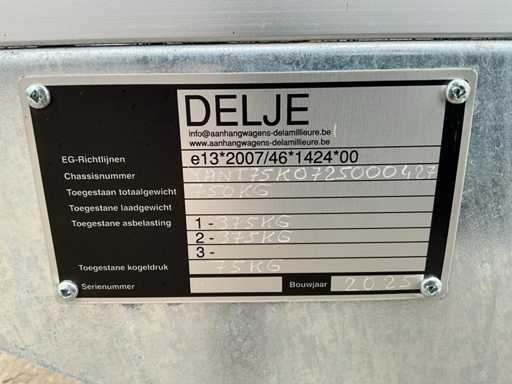 DELJE
info@aanhangwagens-delamillieure.be
www.aanhangwagens-delamillieure.be
EG-Richtlijnen e13*2007/46*1424*00
Chassisnummer
Toegestaan totaalgewicht 750KG
Toegestane laadgewicht
Toegestane asbelasting 1 - 375KG
2 - 375KG
3 -
Toegestane kogeldruk 75KG
Serienummer Bouwjaar 2023